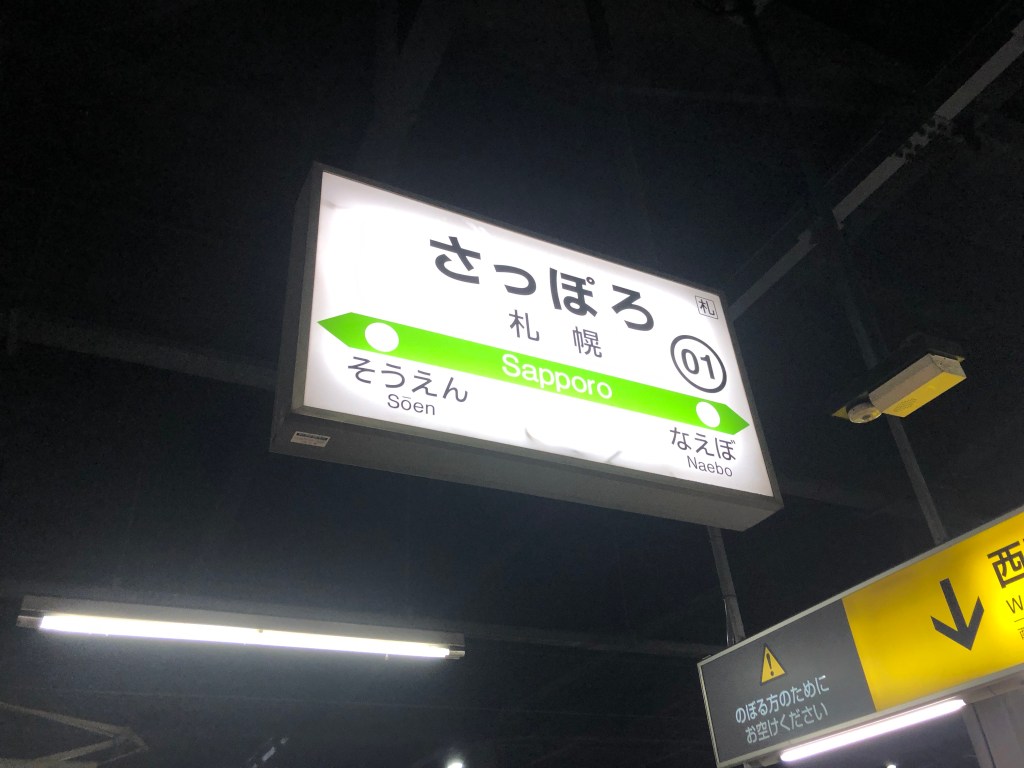 さっぽろ
札
札幌
01
Sapporo
そうえん
Sōen
なえぼ
Naebo
西
W
のぼる方のために
お空けください